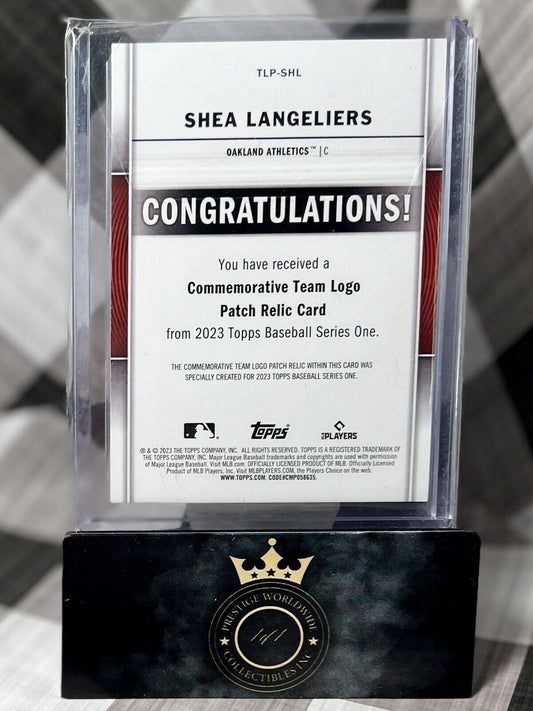 TLP-SHL
SHEA LANGELIERS
OAKLAND ATHLETICS™ | C
CONGRATULATIONS!
You have received a
Commemorative Team Logo
Patch Relic Card
from 2023 Topps Baseball Series One.
THE COMMEMORATIVE TEAM LOGO PATCH RELIC WITHIN THIS CARD WAS
SPECIALLY CREATED FOR 2023 TOPPS BASEBALL SERIES ONE.
Topps
PLAYERS
® & © 2023 THE TOPPS COMPANY, INC. ALL RIGHTS RESERVED. TOPPS IS A REGISTERED TRADEMARK OF
THE TOPPS COMPANY, INC. Major League Baseball trademarks and copyrights are used with permission
of Major League Baseball. Visit MLB.com. OFFICIALLY LICENSED PRODUCT OF MLB. Officially Licensed
Product of MLB Players, Inc. Visit MLBPLAYERS.com, the Players Choice on the web.
WWW.TOPPS.COM. CODE#CMP058635.
PRESTIGE WORLDWIDE
1of1
COLLECTIBLES INC